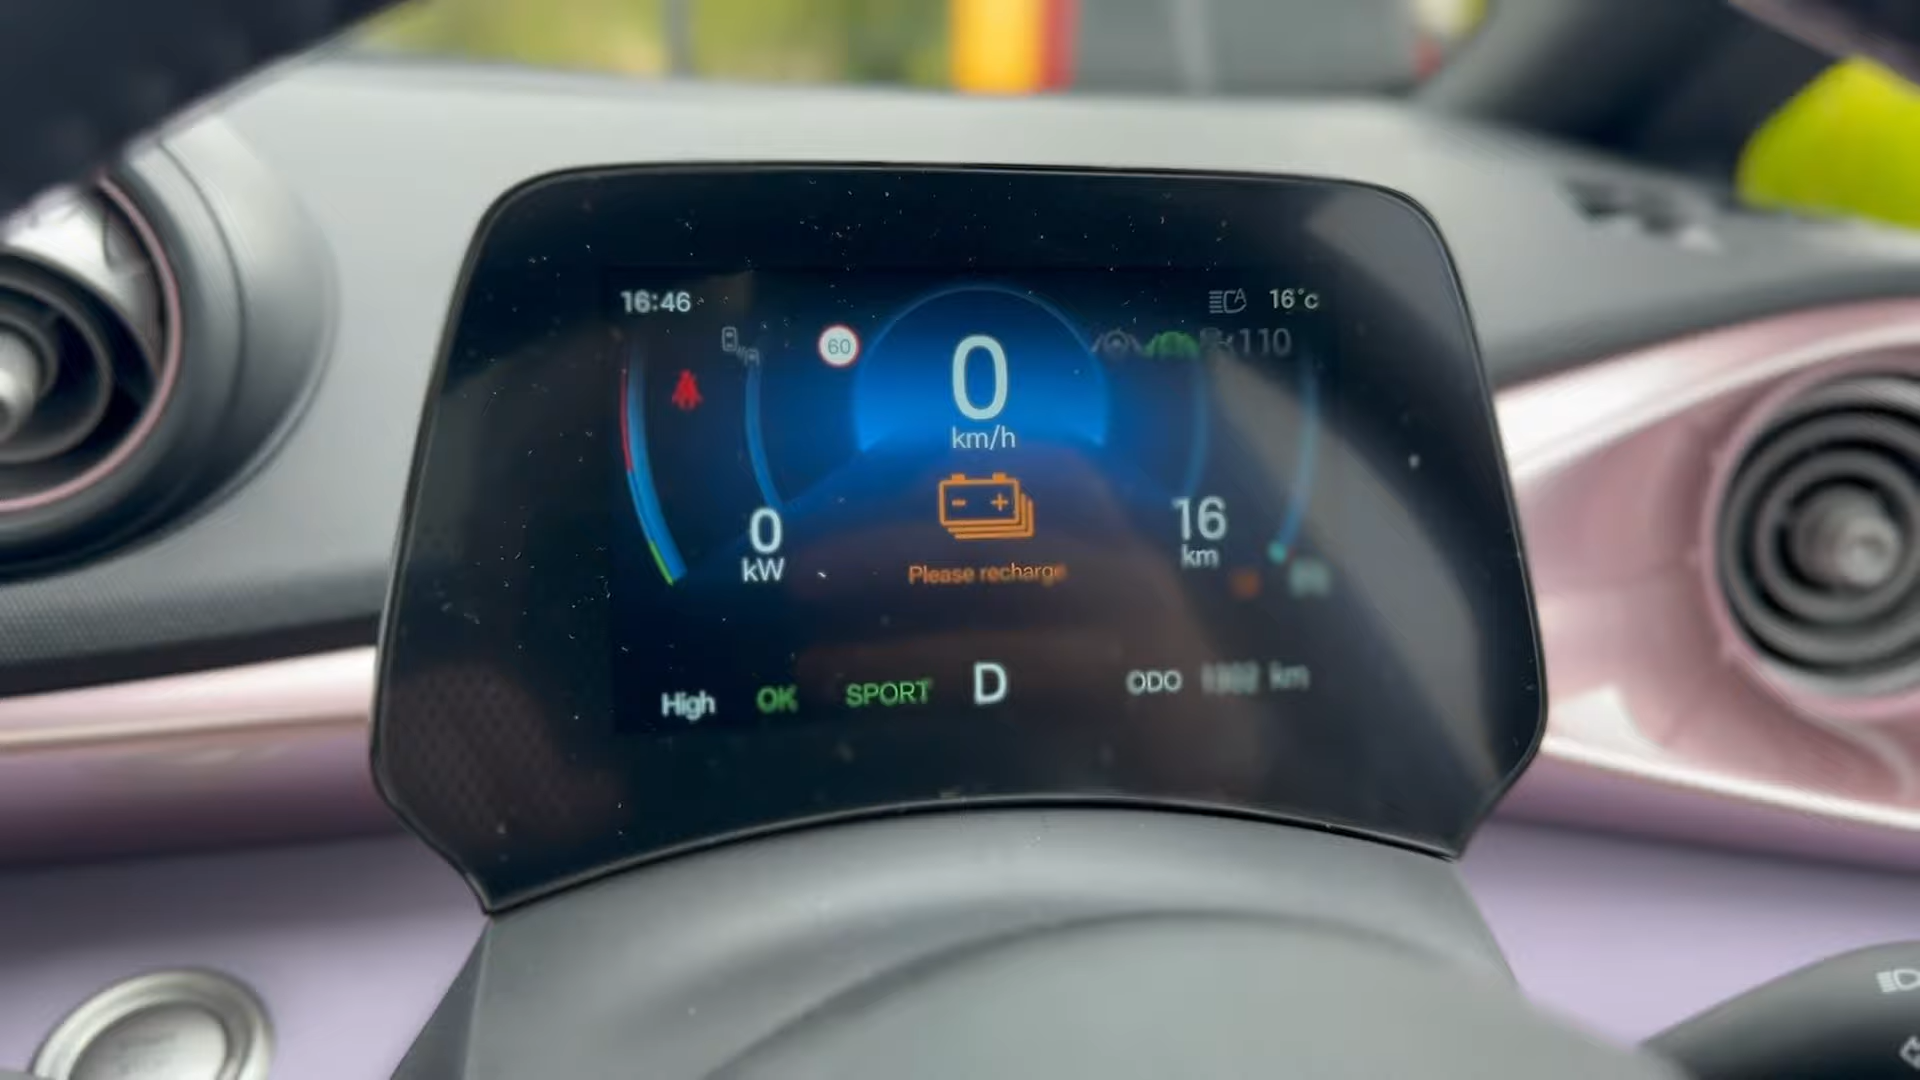 16:46
A 16°c
60
0
110
km/h
0
kW
- +
16
km
Please recharge
High OK SPORT D ODO km